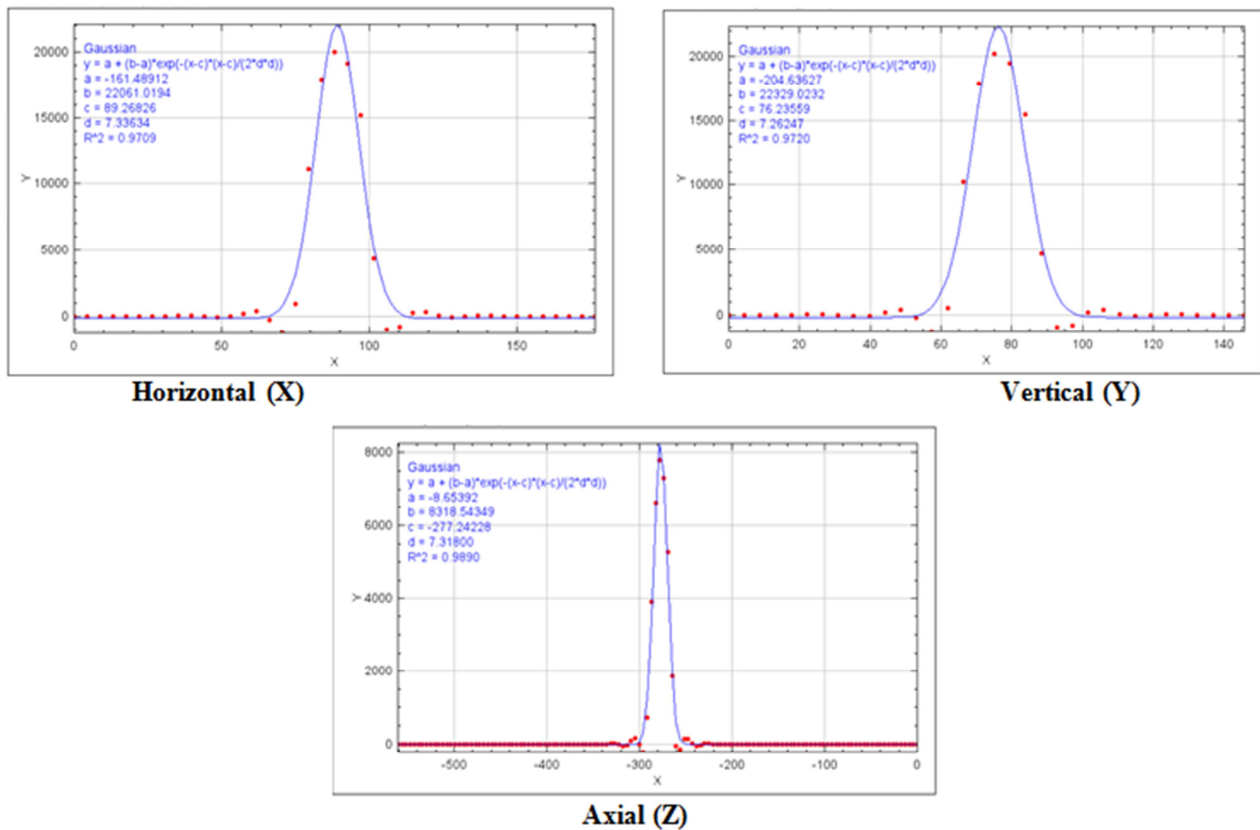 Gaussian
y = a + (b-a)*exp(-(x-c)*(x-c)/(2*d*d))
a = -161.48912
b = 22061.0194
c = 89.26826
d = 7.33634
R^2 = 0.9709
20000
15000
10000
5000
0
Y
0 50 100 150
X
Horizontal (X)
Gaussian
y = a + (b-a)*exp(-(x-c)*(x-c)/(2*d*d))
a = -204.63627
b = 22329.0232
c = 76.23559
d = 7.26247
R^2 = 0.9720
20000
15000
10000
5000
0
Y
0 20 40 60 80 100 120 140
X
Vertical (Y)
Gaussian
y = a + (b-a)*exp(-(x-c)*(x-c)/(2*d*d))
a = -8.65392
b = 8318.54349
c = -277.24228
d = 7.31800
R^2 = 0.9890
8000
6000
4000
2000
0
Y
-500 -400 -300 -200 -100 0
X
Axial (Z)